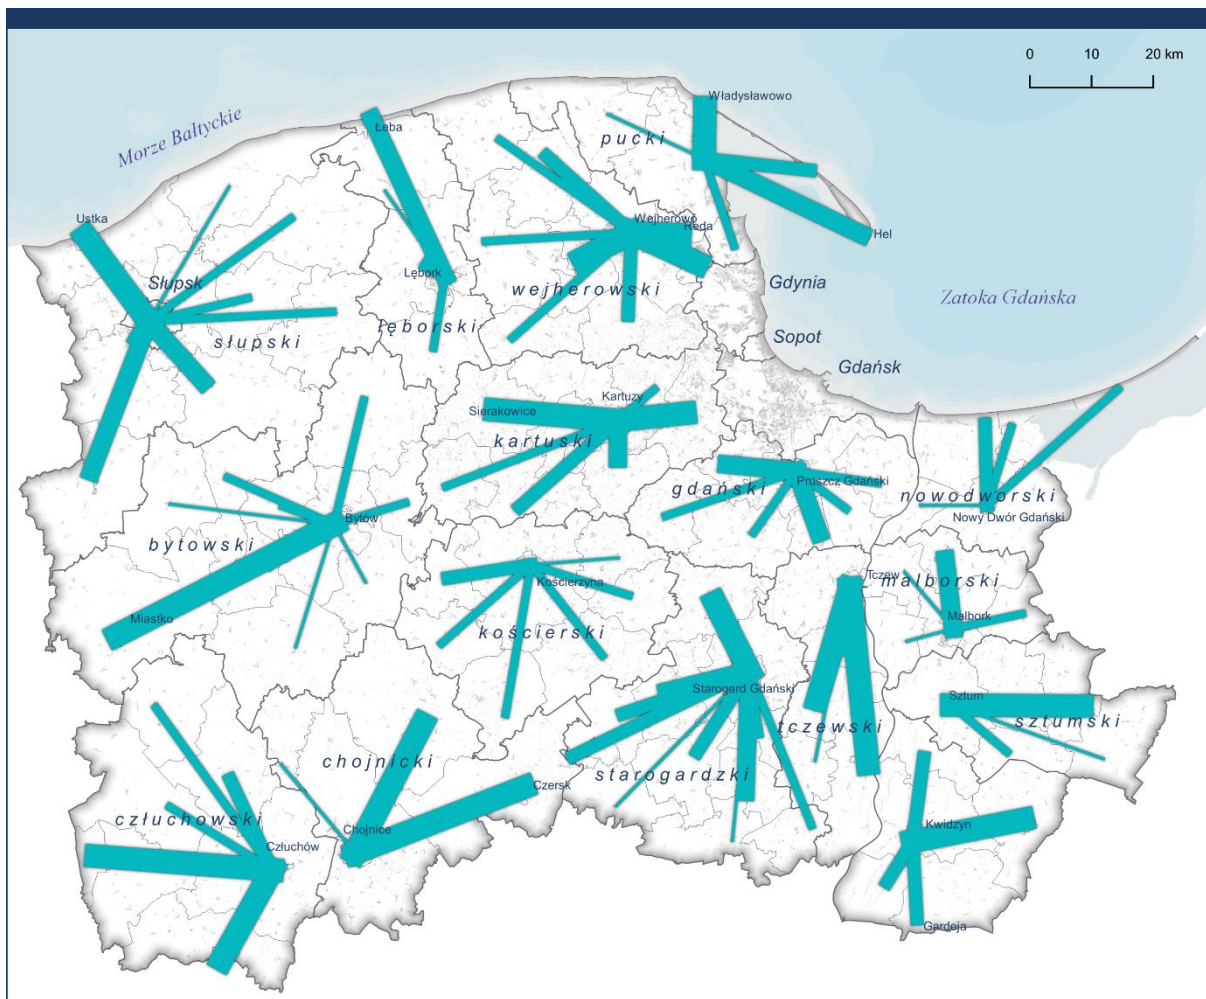 0 10 20 km
Władysławowo
Morze Bałtyckie
pucki
Łeba
Ustka
Wejherowo
Reda
Hel
Słupsk
Lębork
Gdynia
wejherowski
Zatoka Gdańska
lęborski
słupski
Sopot
Gdańsk
Kartuzy
Sierakowice
kartuski
gdański
Pruszcz Gdański
nowodworski
Nowy Dwór Gdański
Bytów
bytowski
Tczew
malborski
Kościerzyna
Malbork
Miastko
kościerski
Starogard Gdański
Sztum
sztumski
tczewski
chojnicki
starogardzki
Czersk
człuchowski
Chojnice
Kwidzyn
Człuchów
Gardeja